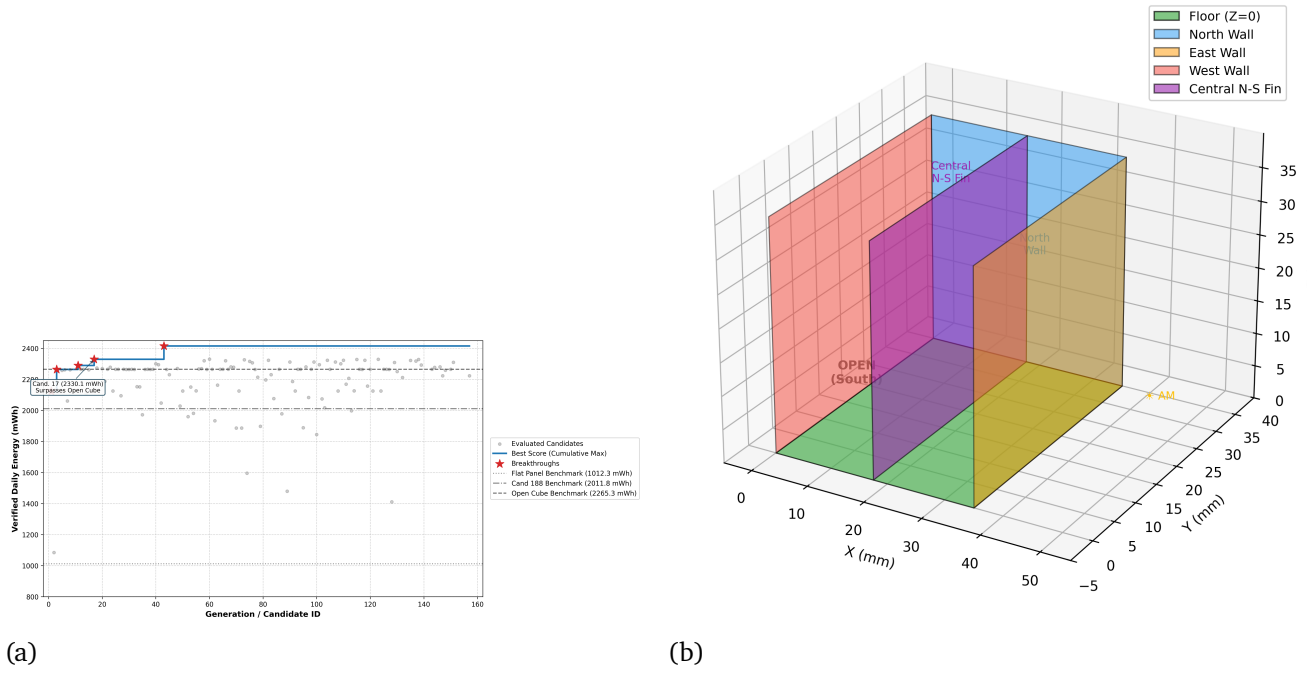 2400
2200
2000
1800
1600
1400
1200
1000
800
Verified Daily Energy (mWh)
Cand. 17 (2330.1 mWh)
Surpasses Open Cube
0
20
40
60
80
100
120
140
160
Generation / Candidate ID
Evaluated Candidates
Best Score (Cumulative Max)
Breakthroughs
Flat Panel Benchmark (1012.3 mWh)
Cand 188 Benchmark (2011.8 mWh)
Open Cube Benchmark (2265.3 mWh)
(a)
Floor (Z=0)
North Wall
East Wall
West Wall
Central N-S Fin
Central
N-S Fin
Wall
OPEN
(South)
AM
0
10
20
30
40
50
X (mm)
−5
0
5
10
15
20
25
30
35
40
Y (mm)
0
5
10
15
20
25
30
35
(b)